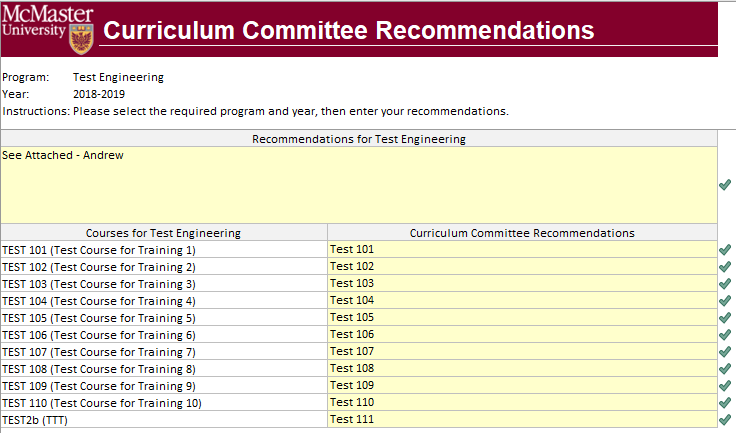 McMaster
University
Curriculum Committee Recommendations
Program: Test Engineering
Year: 2018-2019
Instructions: Please select the required program and year, then enter your recommendations.
Recommendations for Test Engineering
See Attached - Andrew
Courses for Test Engineering Curriculum Committee Recommendations
TEST 101 (Test Course for Training 1) Test 101
TEST 102 (Test Course for Training 2) Test 102
TEST 103 (Test Course for Training 3) Test 103
TEST 104 (Test Course for Training 4) Test 104
TEST 105 (Test Course for Training 5) Test 105
TEST 106 (Test Course for Training 6) Test 106
TEST 107 (Test Course for Training 7) Test 107
TEST 108 (Test Course for Training 8) Test 108
TEST 109 (Test Course for Training 9) Test 109
TEST 110 (Test Course for Training 10) Test 110
TEST2b (TTT) Test 111